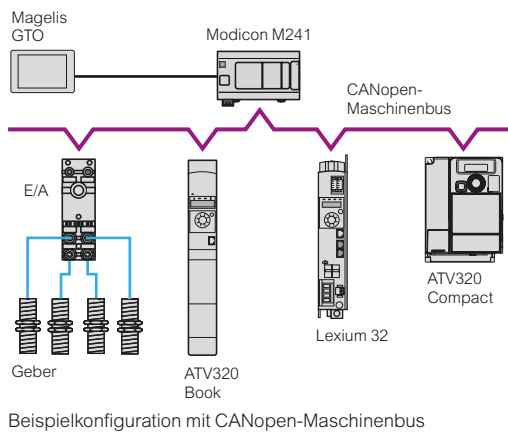 Magelis
GTO
Modicon M241
CANopen-
Maschinenbus
E/A
Geber
ATV320
Book
Lexium 32
ATV320
Compact
Beispielkonfiguration mit CANopen-Maschinenbus